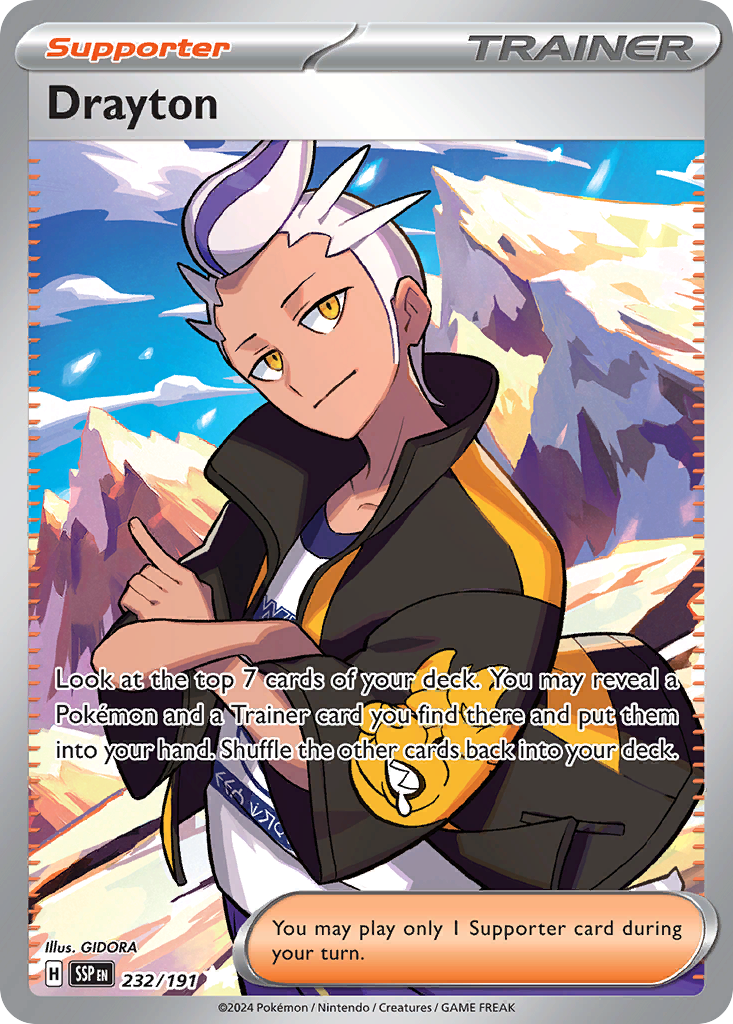 Supporter TRAINER
Drayton
Look at the top 7 cards of your deck. You may reveal a
Pokémon and a Trainer card you find there and put them
into your hand. Shuffle the other cards back into your deck.
You may play only 1 Supporter card during
your turn.
Illus. GIDORA
H SSP EN 232/191
©2024 Pokémon / Nintendo / Creatures / GAME FREAK